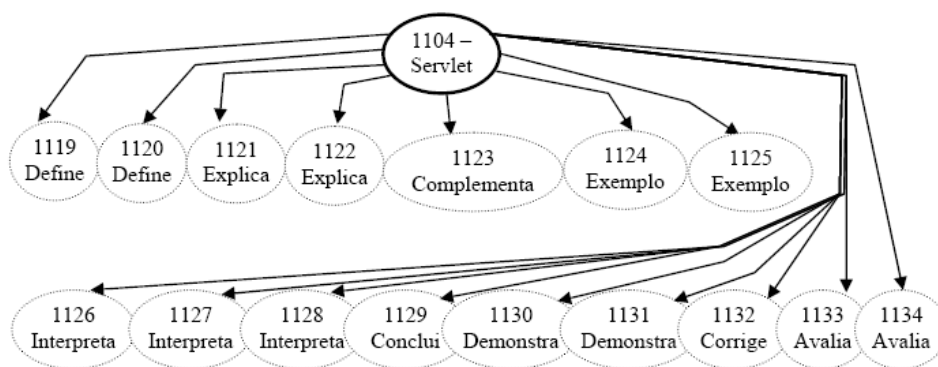 1104 –
Servlet
1119
Define
1120
Define
1121
Explica
1122
Explica
1123
Complementa
1124
Exemplo
1125
Exemplo
1126
Interpreta
1127
Interpreta
1128
Interpreta
1129
Conclui
1130
Demonstra
1131
Demonstra
1132
Corrige
1133
Avalia
1134
Avalia